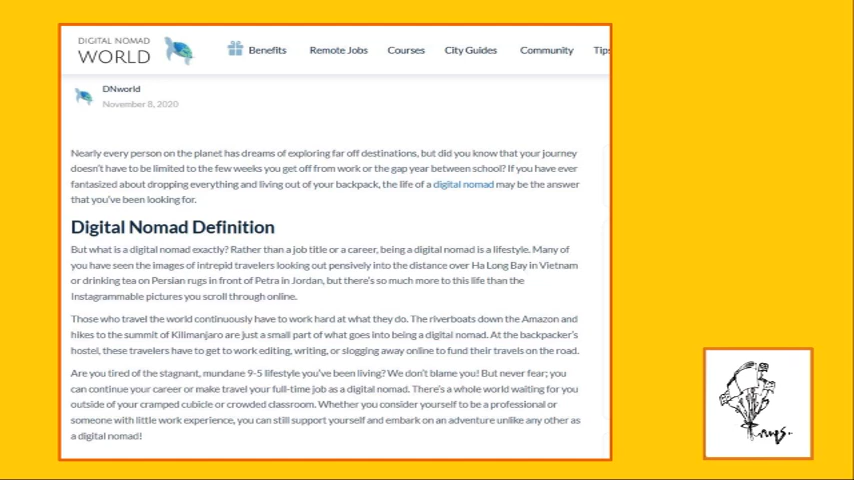 DIGITAL NOMAD
WORLD
Benefits Remote Jobs Courses City Guides Community Tips
DNworld
November 8, 2020
Nearly every person on the planet has dreams of exploring far off destinations, but did you know that your journey
doesn't have to be limited to the few weeks you get off from work or the gap year between school? If you have ever
fantasized about dropping everything and living out of your backpack, the life of a digital nomad may be the answer
that you've been looking for.
Digital Nomad Definition
But what is a digital nomad exactly? Rather than a job title or a career, being a digital nomad is a lifestyle. Many of
you have seen the images of intrepid travelers looking out pensively into the distance over Ha Long Bay in Vietnam
or drinking tea on Persian rugs in front of Petra in Jordan, but there's so much more to this life than the
Instagrammable pictures you scroll through online.
Those who travel the world continuously have to work hard at what they do. The riverboats down the Amazon and
hikes to the summit of Kilimanjaro are just a small part of what goes into being a digital nomad. At the backpacker's
hostel, these travelers have to get to work editing, writing, or slogging away online to fund their travels on the road.
Are you tired of the stagnant, mundane 9-5 lifestyle you've been living? We don't blame you! But never fear; you
can continue your career or make travel your full-time job as a digital nomad. There's a whole world waiting for you
outside of your cramped cubicle or crowded classroom. Whether you consider yourself to be a professional or
someone with little work experience, you can still support yourself and embark on an adventure unlike any other as
a digital nomad!